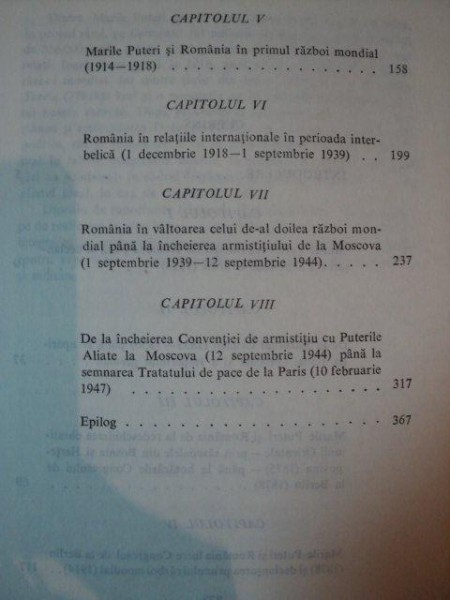 CAPITOLUL V
Marile Puteri și România în primul război mondial
(1914—1918) . . . . . . . . . . . . . . . . 158
CAPITOLUL VI
România în relațiile internaționale în perioada inter-
belică (1 decembrie 1918—1 septembrie 1939) . . 199
CAPITOLUL VII
România în vîltoarea celui de-al doilea război mon-
dial până la încheierea armistițiului de la Moscova
(1 septembrie 1939—12 septembrie 1944) . . . . . 237
CAPITOLUL VIII
De la încheierea Convenției de armistițiu cu Puterile
Aliate la Moscova (12 septembrie 1944) până la
semnarea Tratatului de pace de la Paris (10 februarie
1947) . . . . . . . . . . . . . . . . . 317
Epilog . . . . . . . . . . . . . . . . . 367